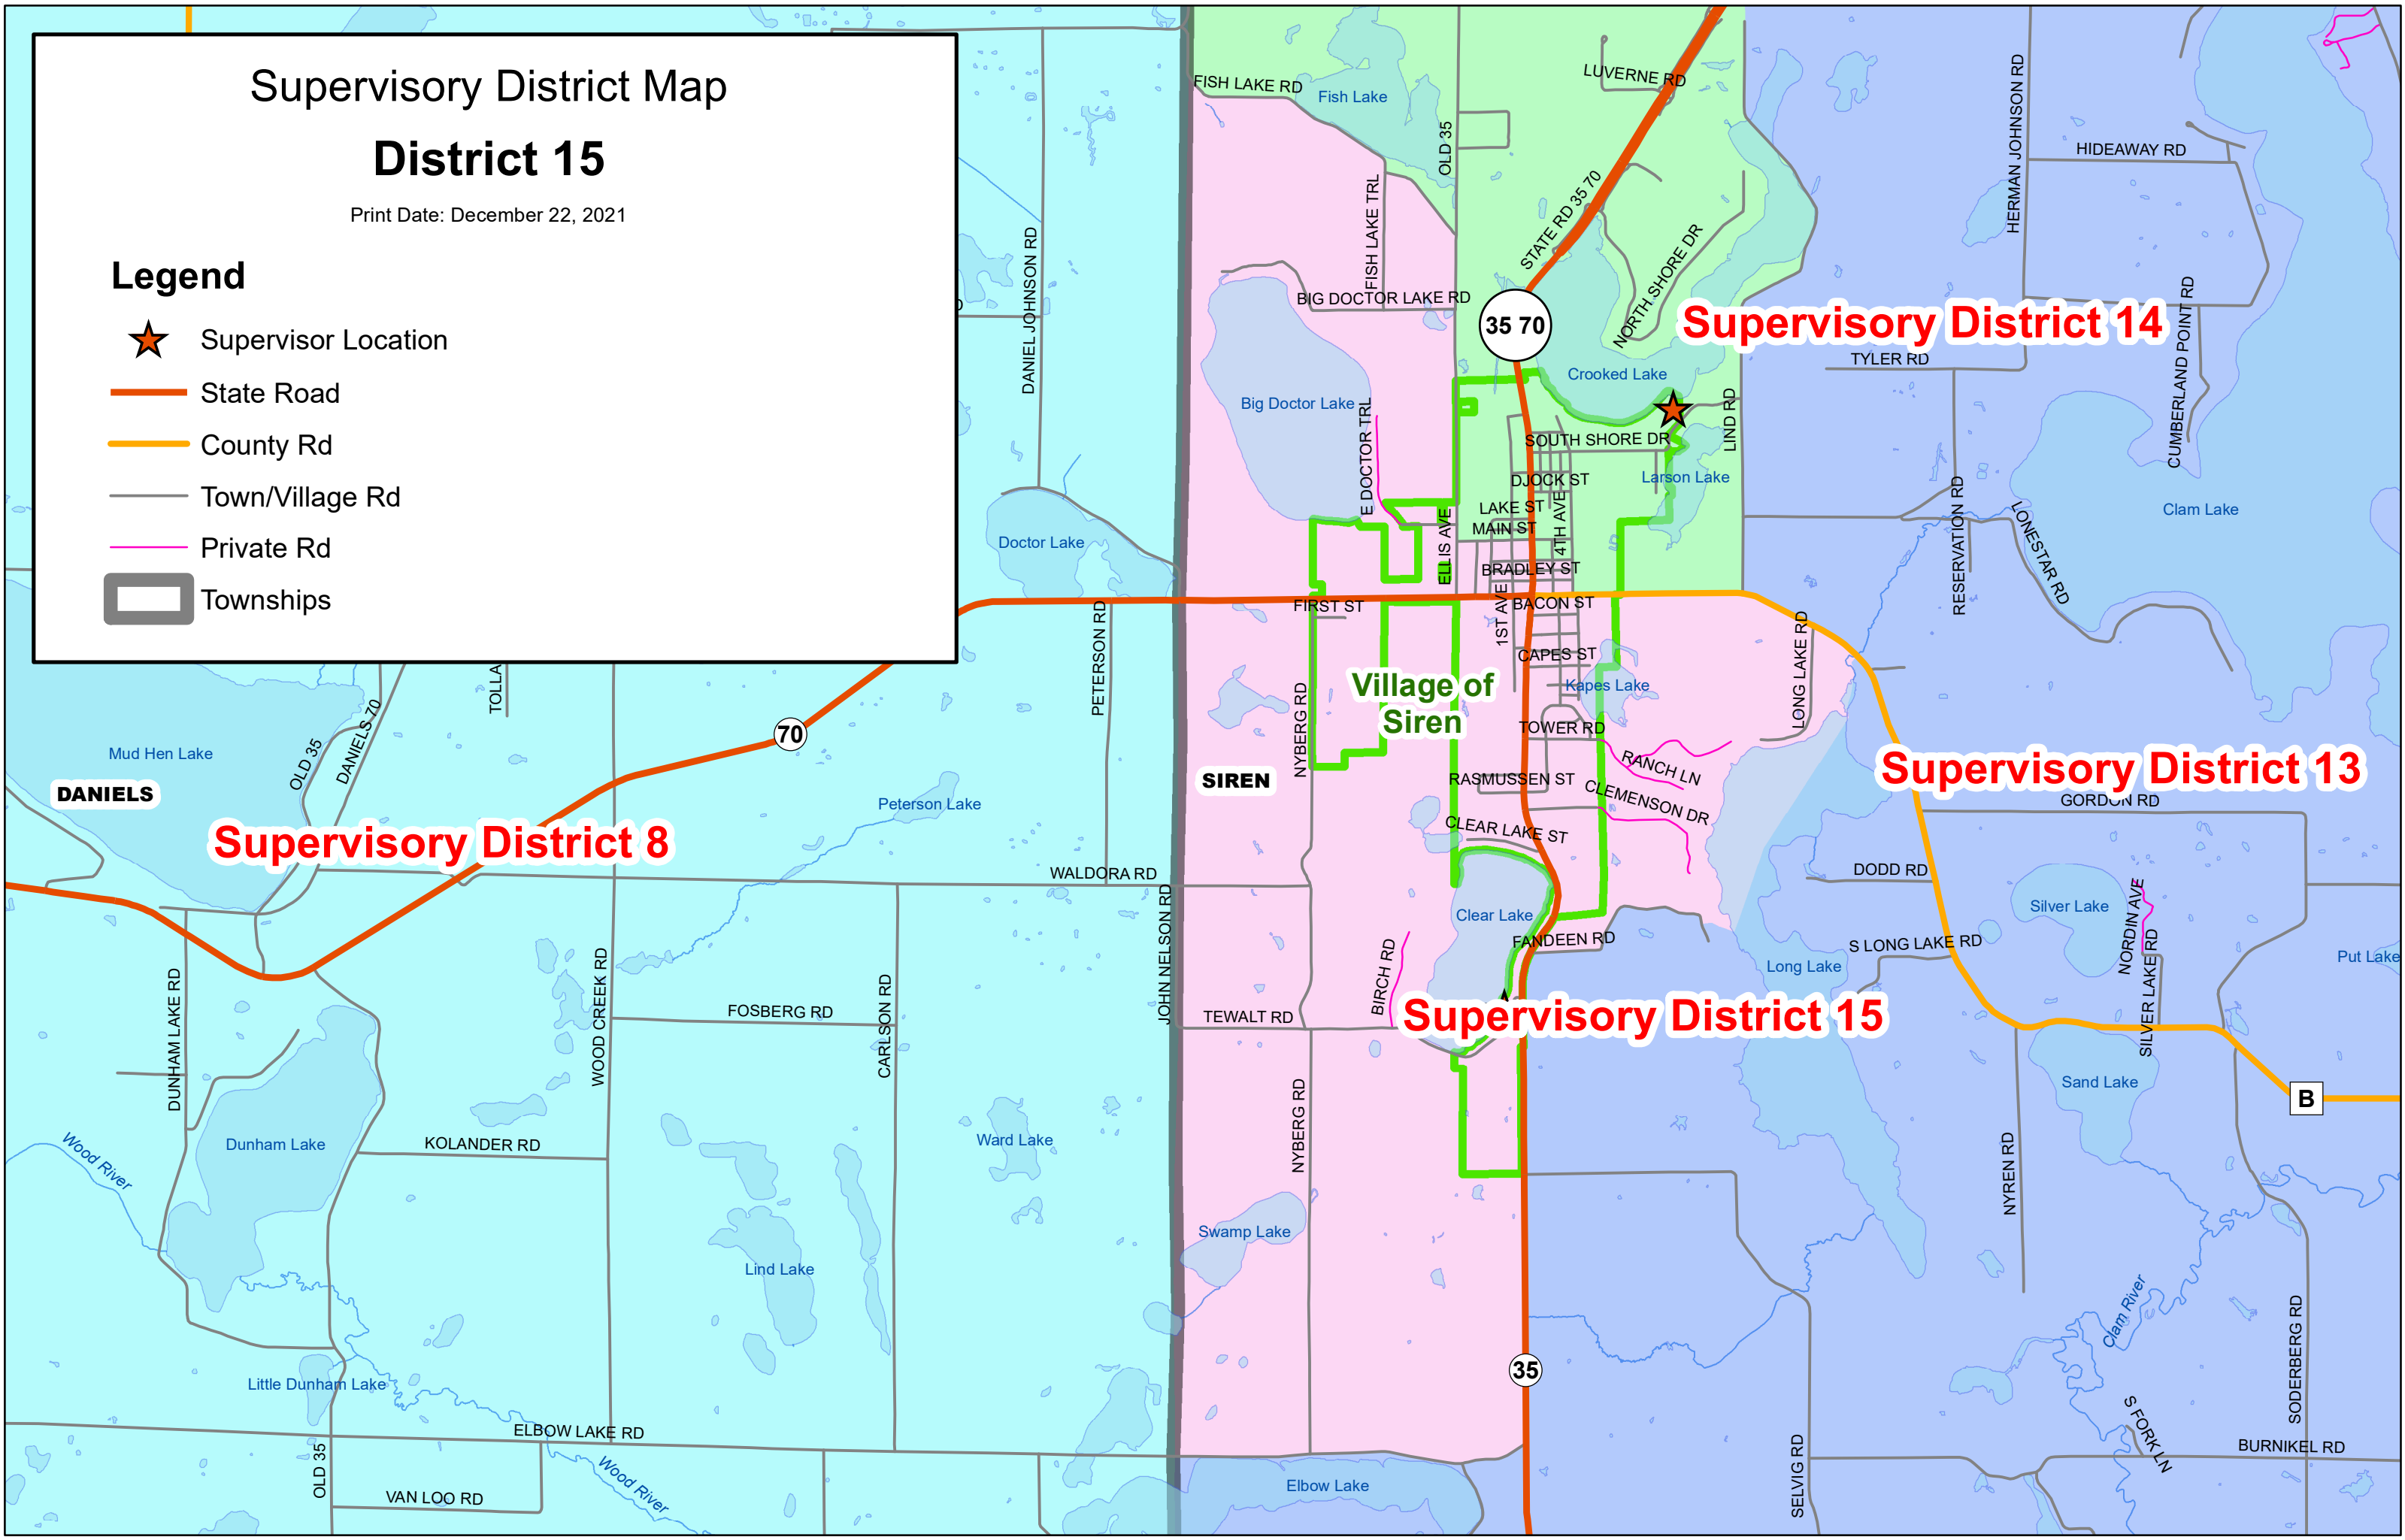 Supervisory District Map
District 15
Print Date: December 22, 2021
Legend
Supervisor Location
State Road
County Rd
Town/Village Rd
Private Rd
Townships
FISH LAKE RD
Fish Lake
LUVERNE RD
OLD 35
HERMAN JOHNSON RD
HIDEAWAY RD
FISH LAKE TRL
STATE RD 35 70
NORTH SHORE DR
DANIEL JOHNSON RD
BIG DOCTOR LAKE RD
35 70
Supervisory District 14
TYLER RD
CUMBERLAND POINT RD
Crooked Lake
Big Doctor Lake
E DOCTOR TRL
LIND RD
SOUTH SHORE DR
Larson Lake
DJOCK ST
LAKE ST
MAIN ST
4TH AVE
ELLIS AVE
BRADLEY ST
Clam Lake
RESERVATION RD
LONESTAR RD
Doctor Lake
FIRST ST
BACON ST
1ST AVE
PETERSON RD
LONG LAKE RD
CAPES ST
Kapes Lake
Village of
Siren
NYBERG RD
TOLLA
OLD 35
DANIELS 70
70
Mud Hen Lake
DANIELS
TOWER RD
RANCH LN
SIREN
RASMUSSEN ST
CLEMENSON DR
Supervisory District 13
GORDON RD
Peterson Lake
Supervisory District 8
CLEAR LAKE ST
WALDORA RD
DODD RD
Silver Lake
NORDIN AVE
Clear Lake
JOHN NELSON RD
FANDEEN RD
S LONG LAKE RD
Long Lake
SILVER LAKE RD
Put Lake
BIRCH RD
DUNHAM LAKE RD
WOOD CREEK RD
FOSBERG RD
CARLSON RD
TEWALT RD
Supervisory District 15
Sand Lake
B
Wood River
Dunham Lake
KOLANDER RD
Ward Lake
NYBERG RD
NYREN RD
Swamp Lake
Lind Lake
Clam River
35
Little Dunham Lake
SODERBERG RD
ELBOW LAKE RD
OLD 35
Wood River
VAN LOO RD
Elbow Lake
SELVIG RD
S FORK LN
BURNIKEL RD